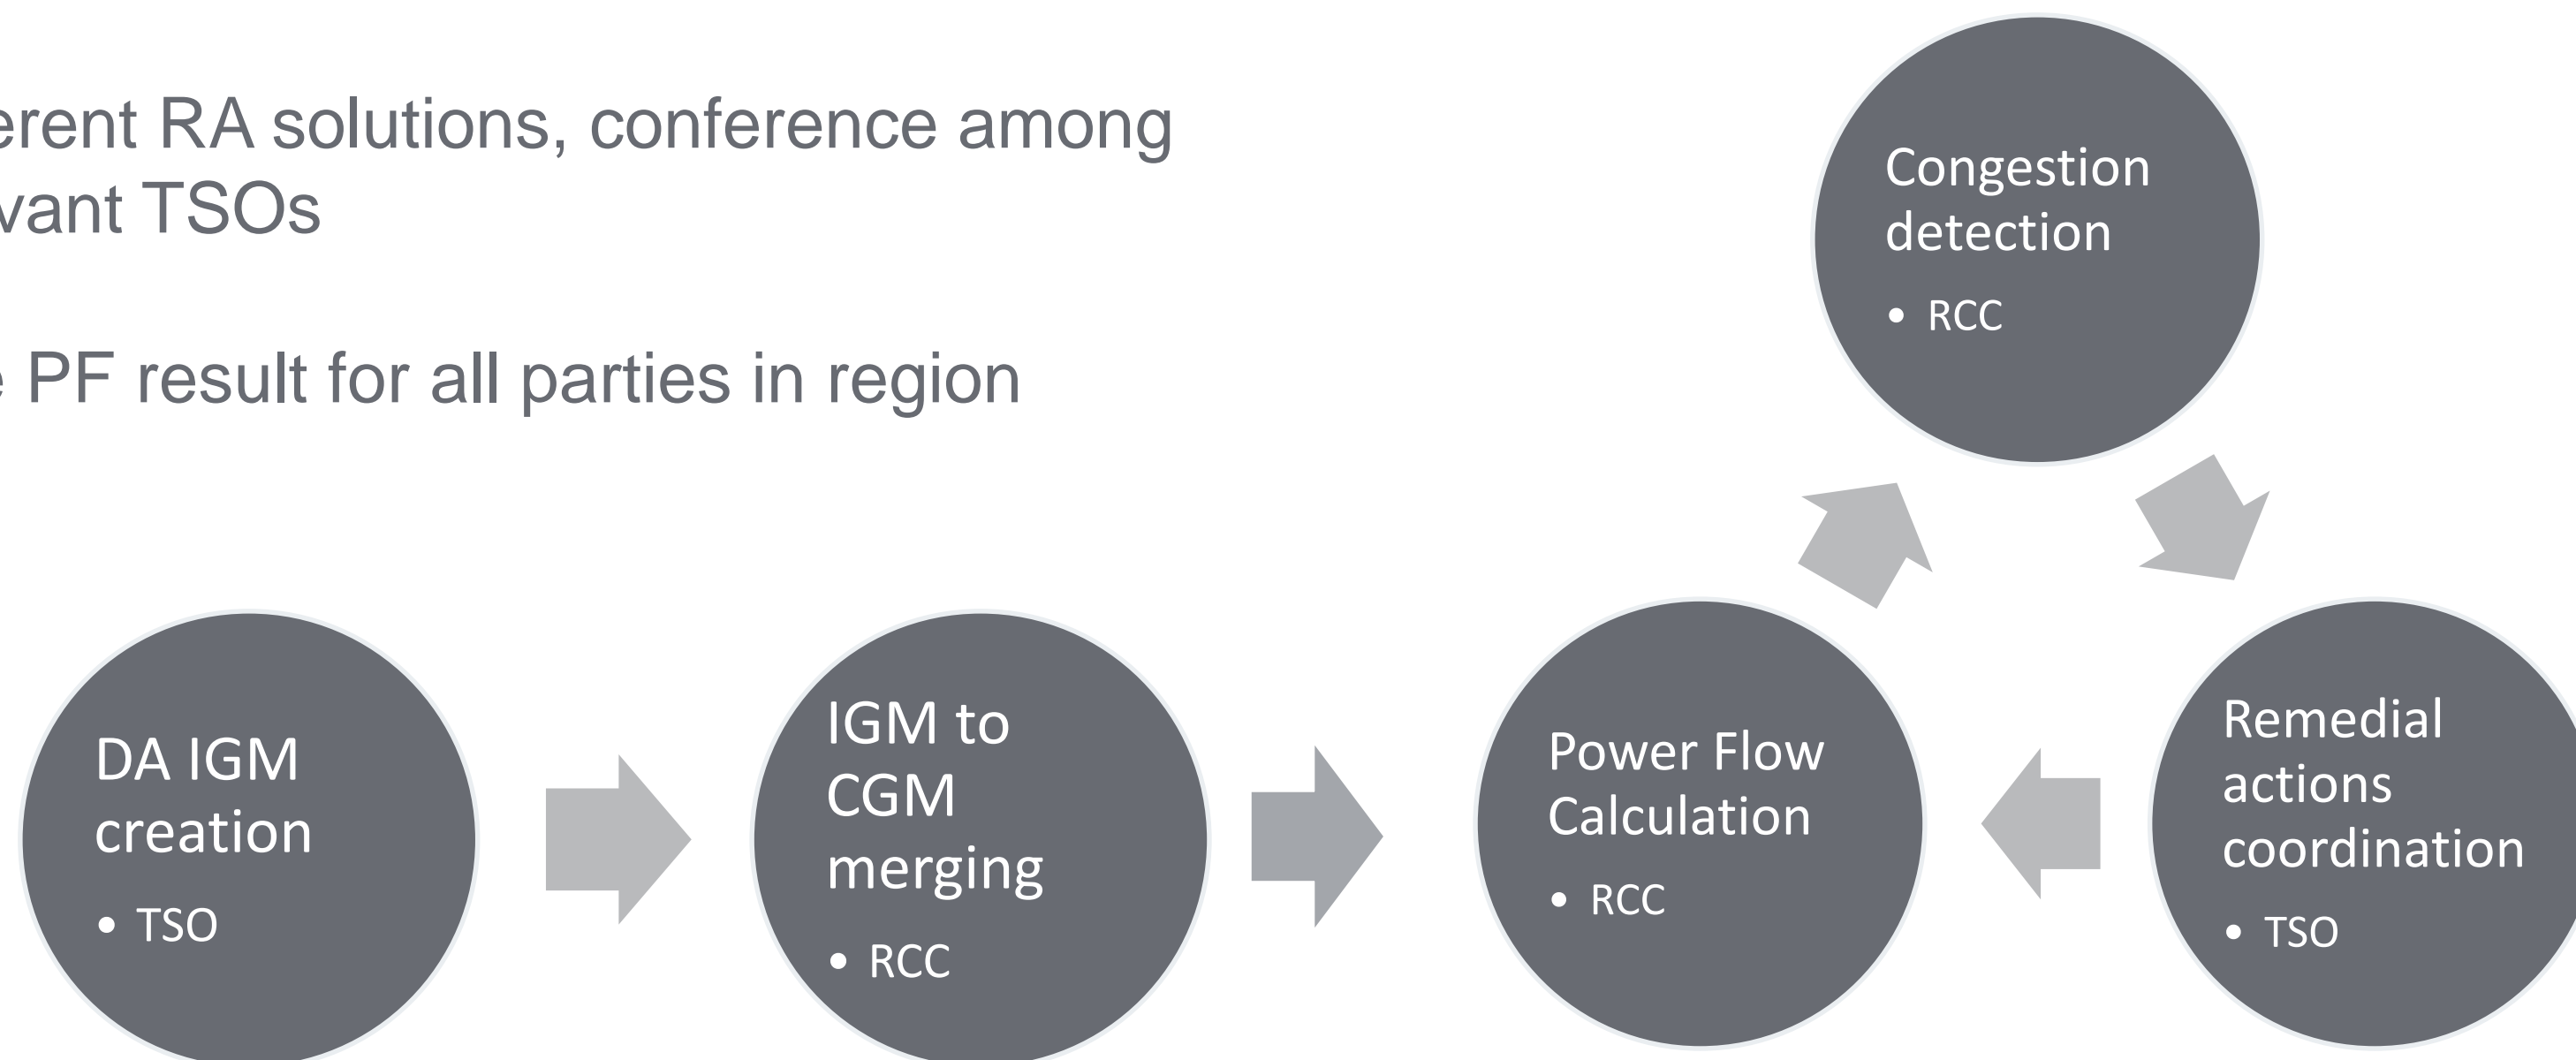 erent RA solutions, conference among
vant TSOs
e PF result for all parties in region
Congestion
detection
• RCC
DA IGM
creation
• TSO
IGM to
CGM
merging
• RCC
Power Flow
Calculation
• RCC
Remedial
actions
coordination
• TSO